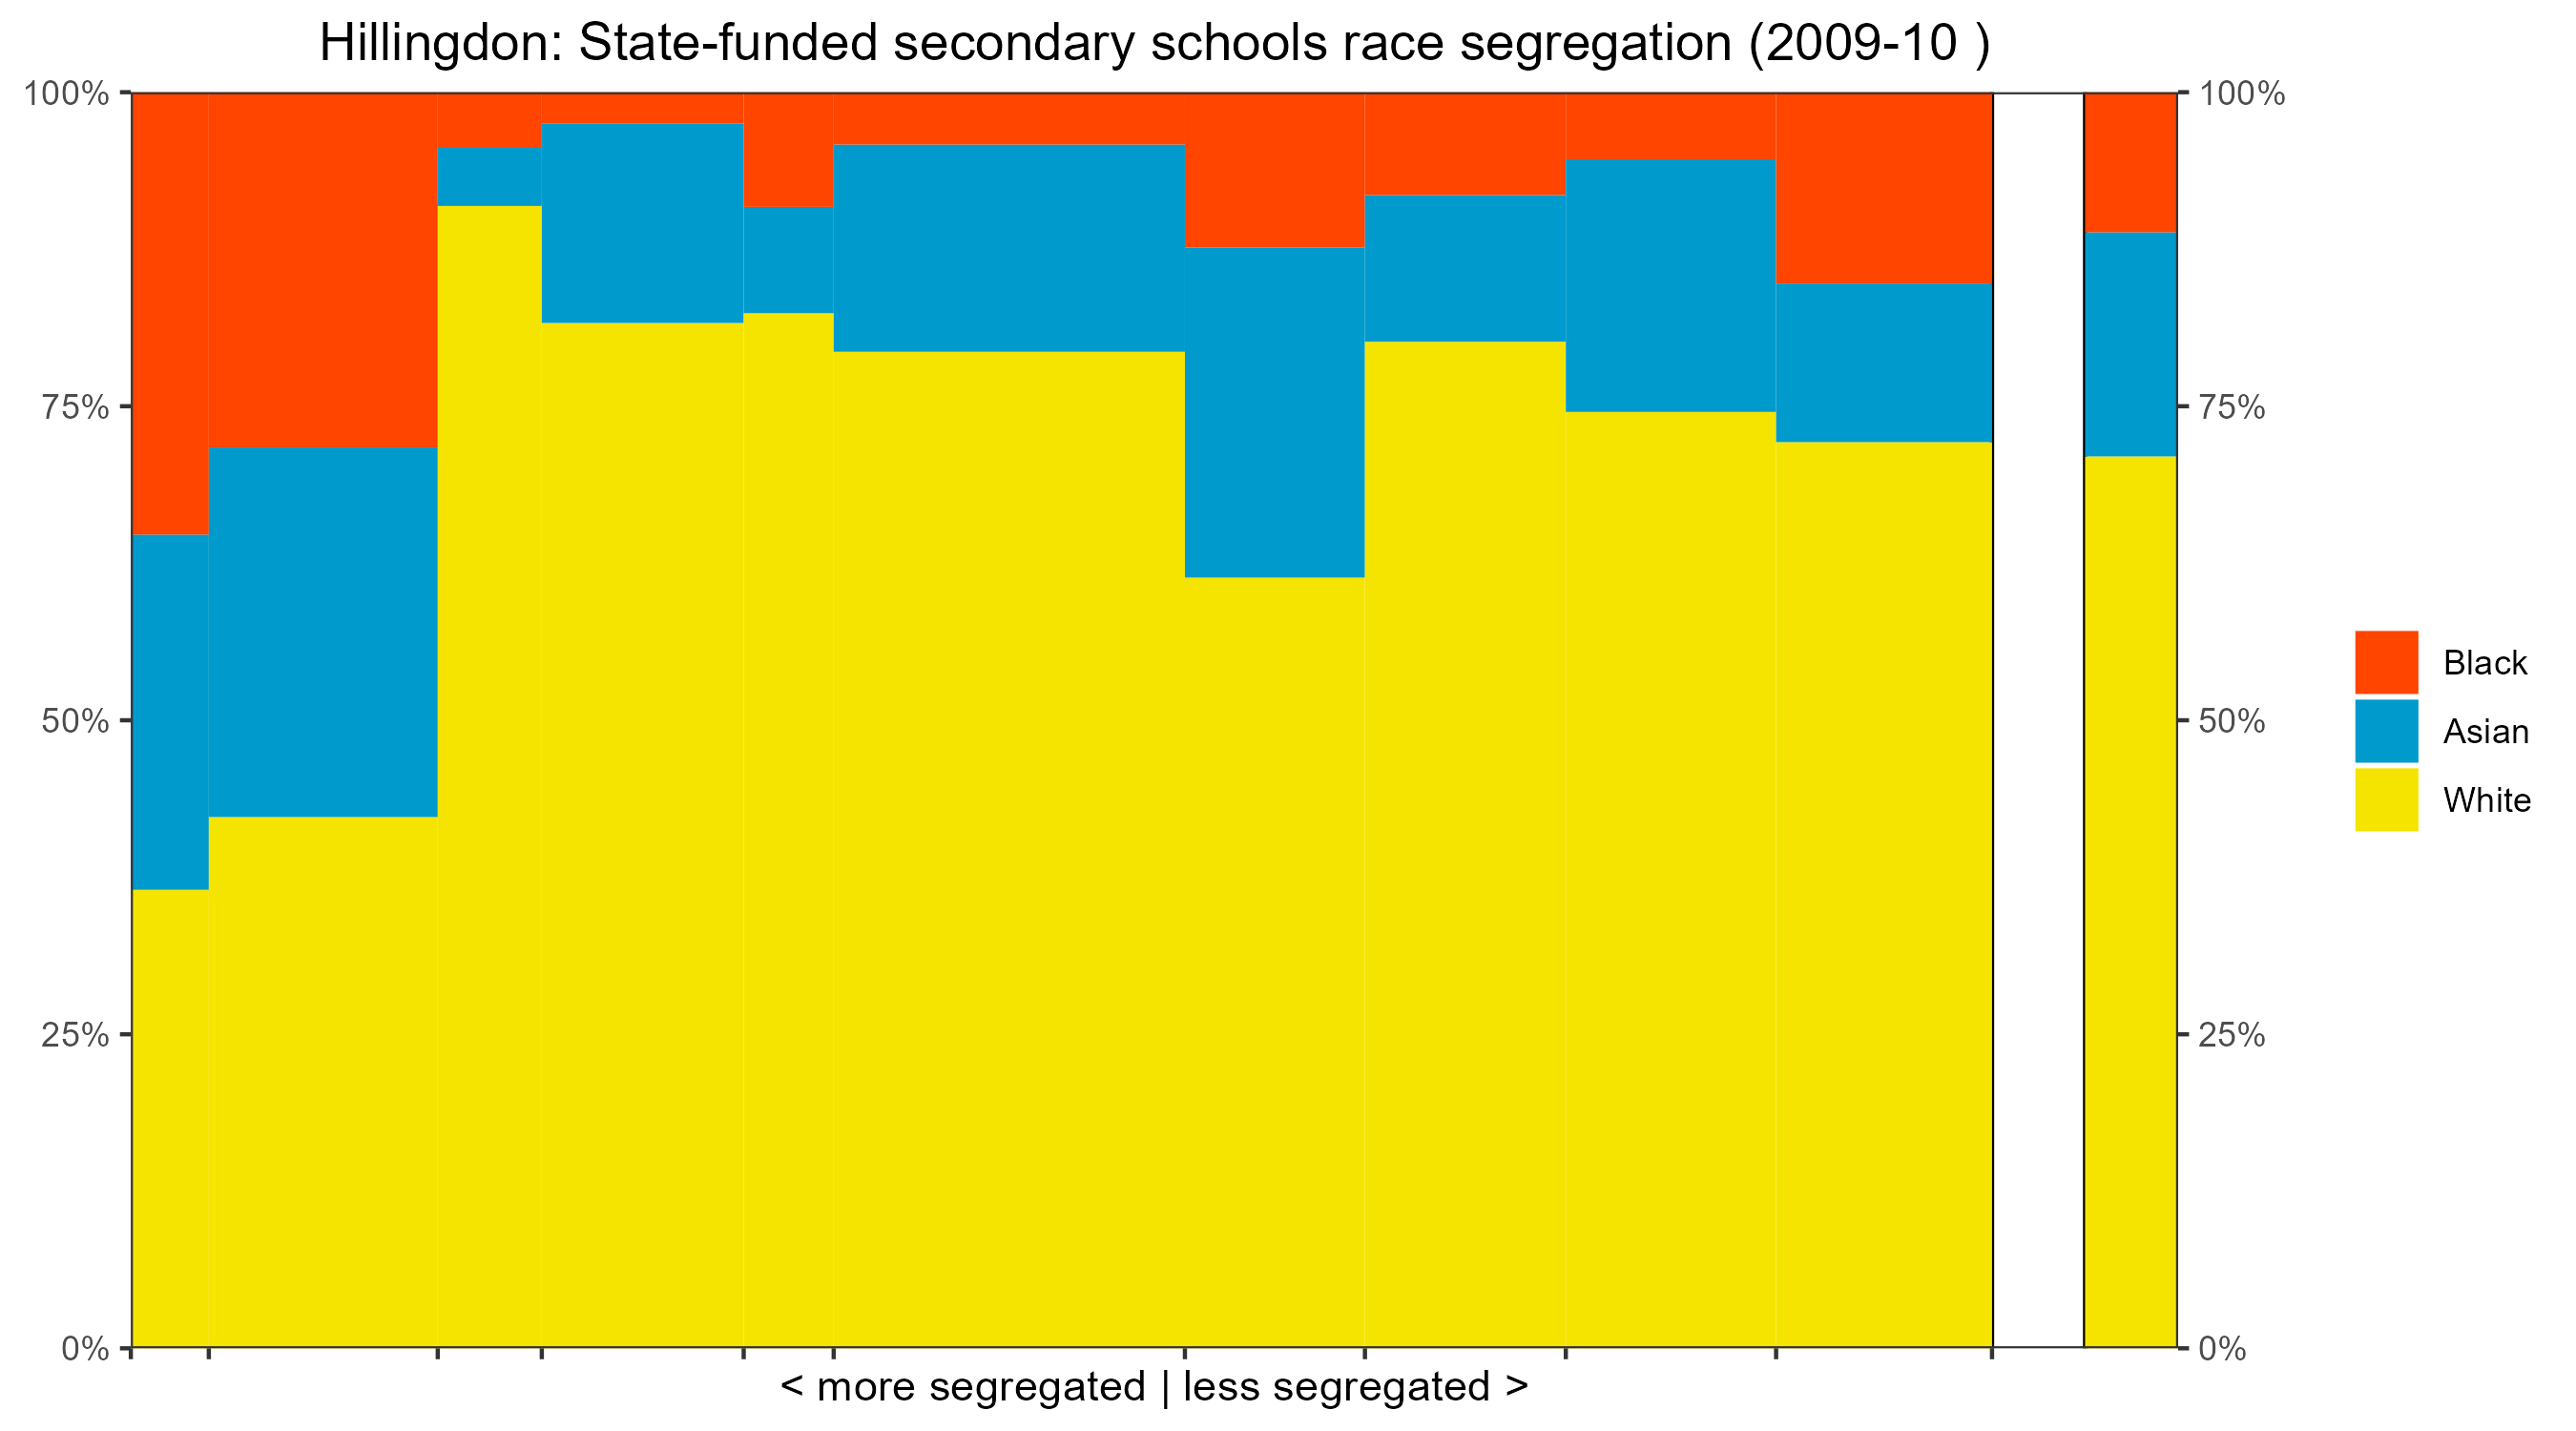 Hillingdon: State-funded secondary schools race segregation (2009-10 )
100%
75%
50%
25%
0%
100%
75%
50%
25%
0%
Black
Asian
White
< more segregated | less segregated >